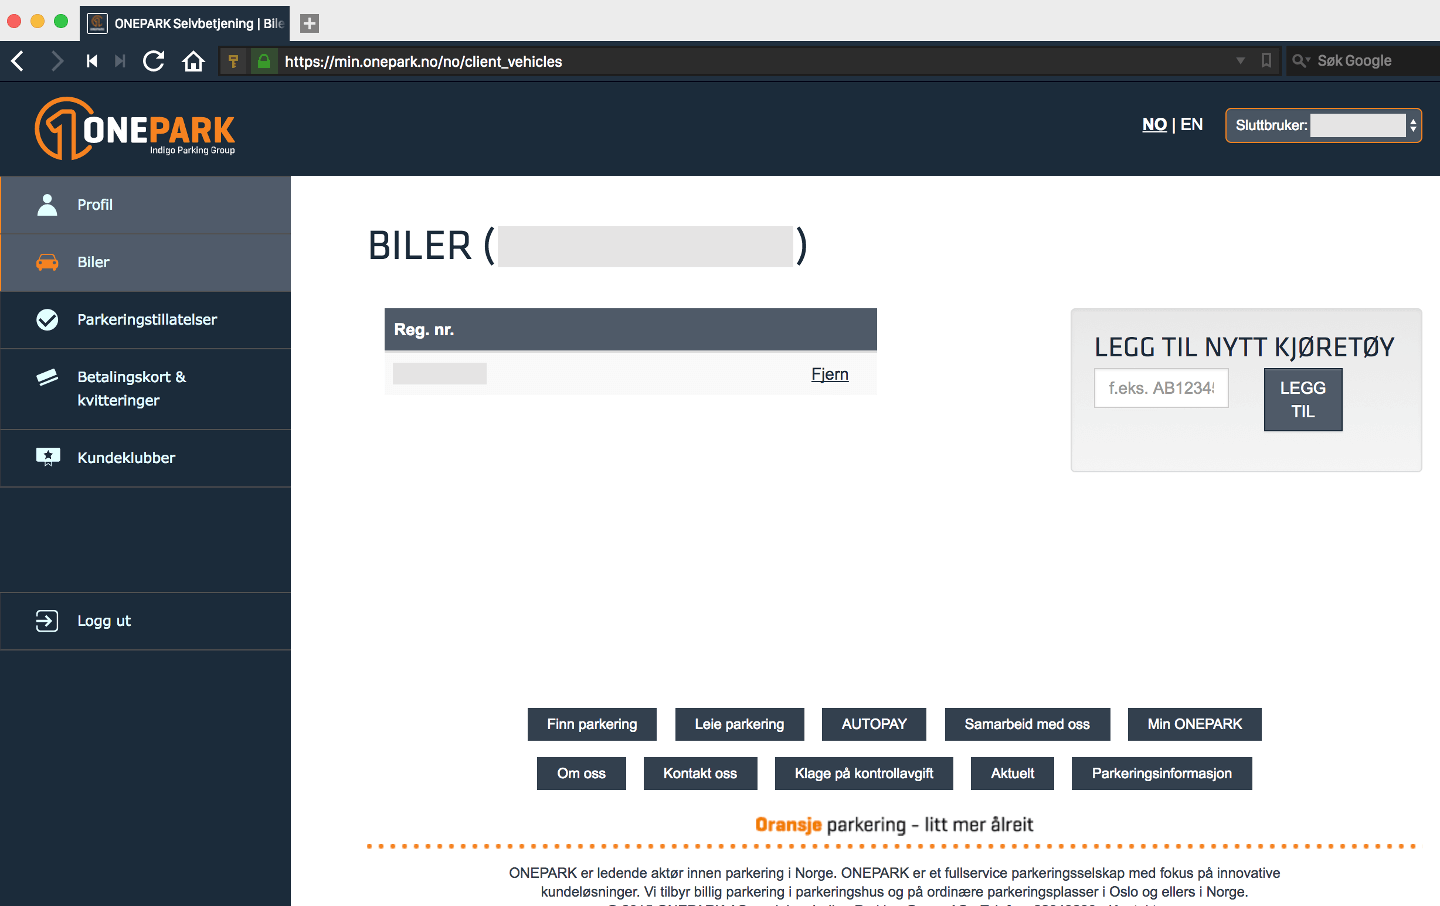 ONEPARK Selvbetjening | Bile
https://min.onepark.no/no/client_vehicles
Søk Google
ONEPARK
Indigo Parking Group
NO | EN
Sluttbruker:
Profil
Biler
Parkeringstillatelser
Betalingskort &
kvitteringer
Kundeklubber
Logg ut
BILER ( )
Reg. nr.
Fjern
LEGG TIL NYTT KJØRETØY
f.eks. AB12345
LEGG
TIL
Finn parkering
Leie parkering
AUTOPAY
Samarbeid med oss
Min ONEPARK
Om oss
Kontakt oss
Klage på kontrollavgift
Aktuelt
Parkeringsinformasjon
Oransje parkering - litt mer ålreit
ONEPARK er ledende aktør innen parkering i Norge. ONEPARK er et fullservice parkeringsselskap med fokus på innovative
kundeløsninger. Vi tilbyr billig parkering i parkeringshus og på ordinære parkeringsplasser i Oslo og ellers i Norge.